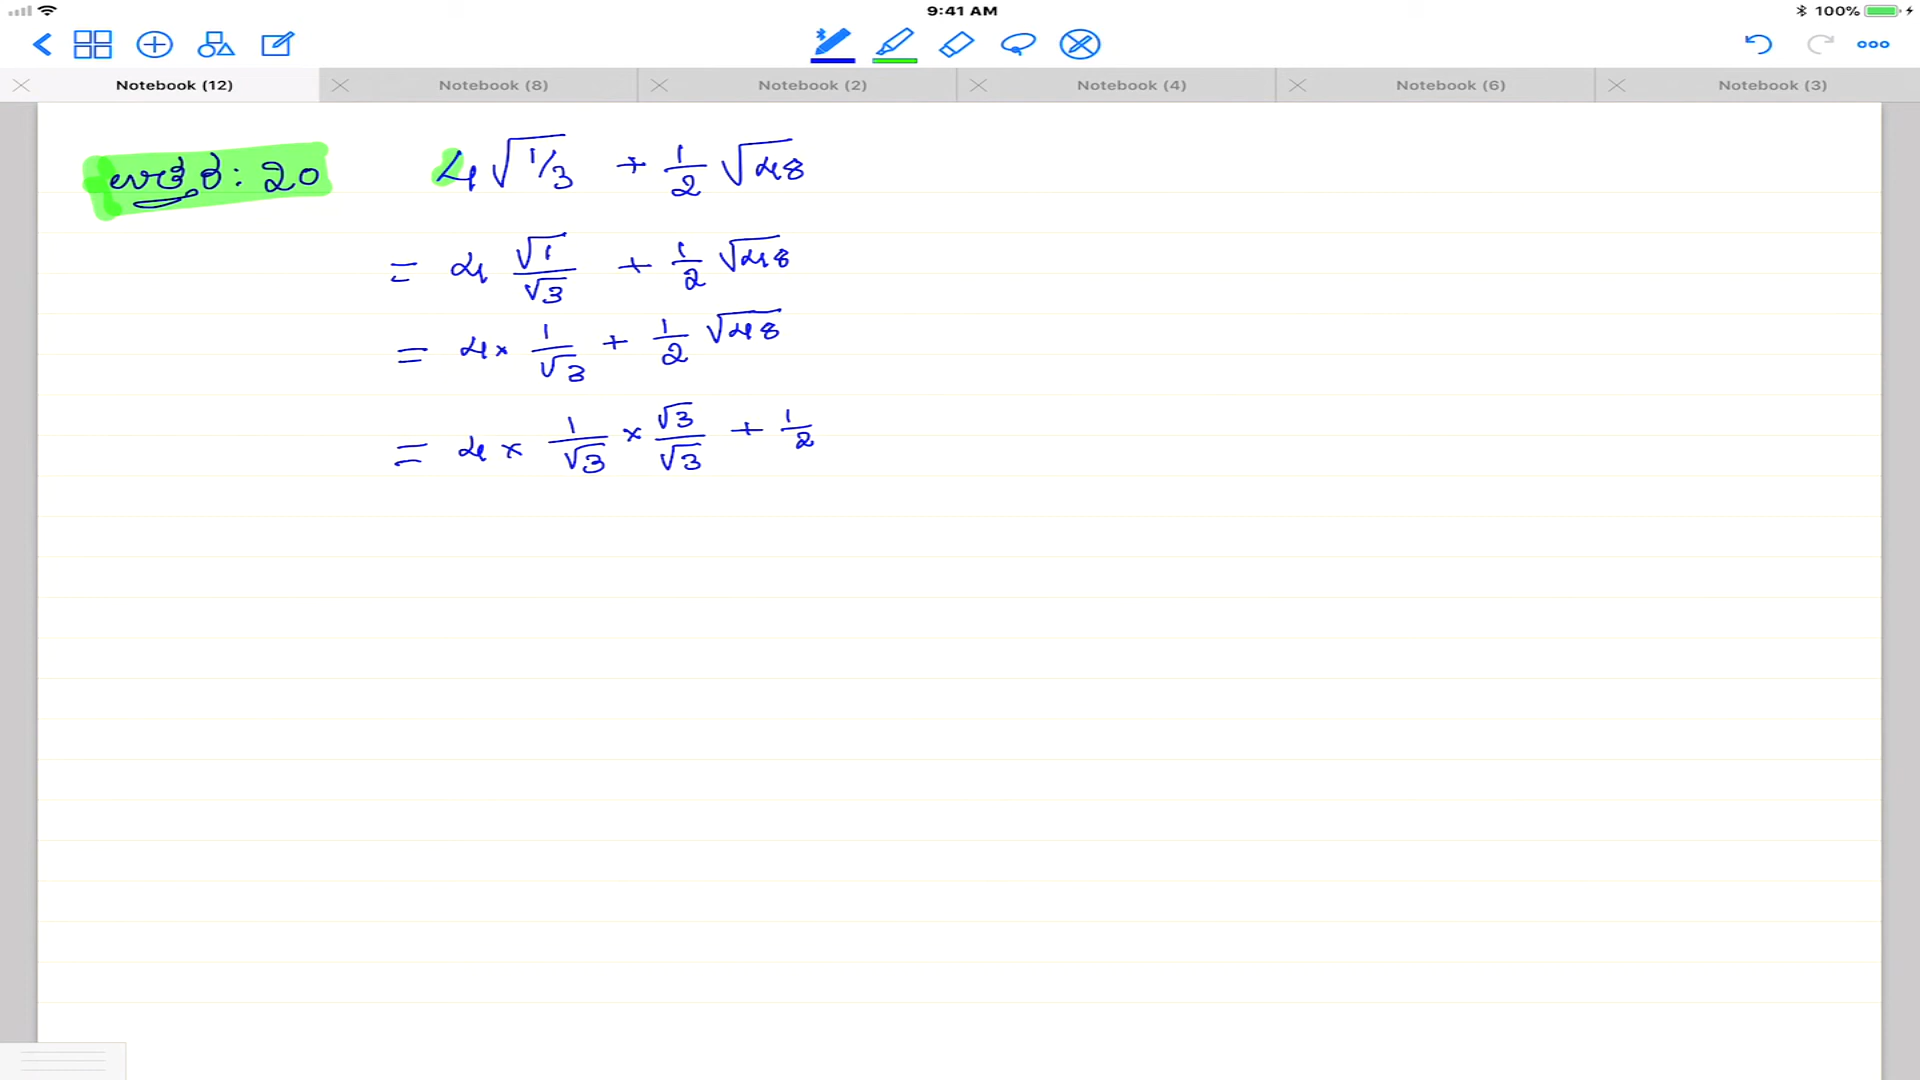 9:41 AM 100%
Notebook (12) Notebook (8) Notebook (2) Notebook (4) Notebook (6) Notebook (3)
: 20 4√1/3 + 1/2 √48
= 4 √1/√3 + 1/2 √48
= 4 × 1/√3 + 1/2 √48
= 4 × 1/√3 × √3/√3 + 1/2